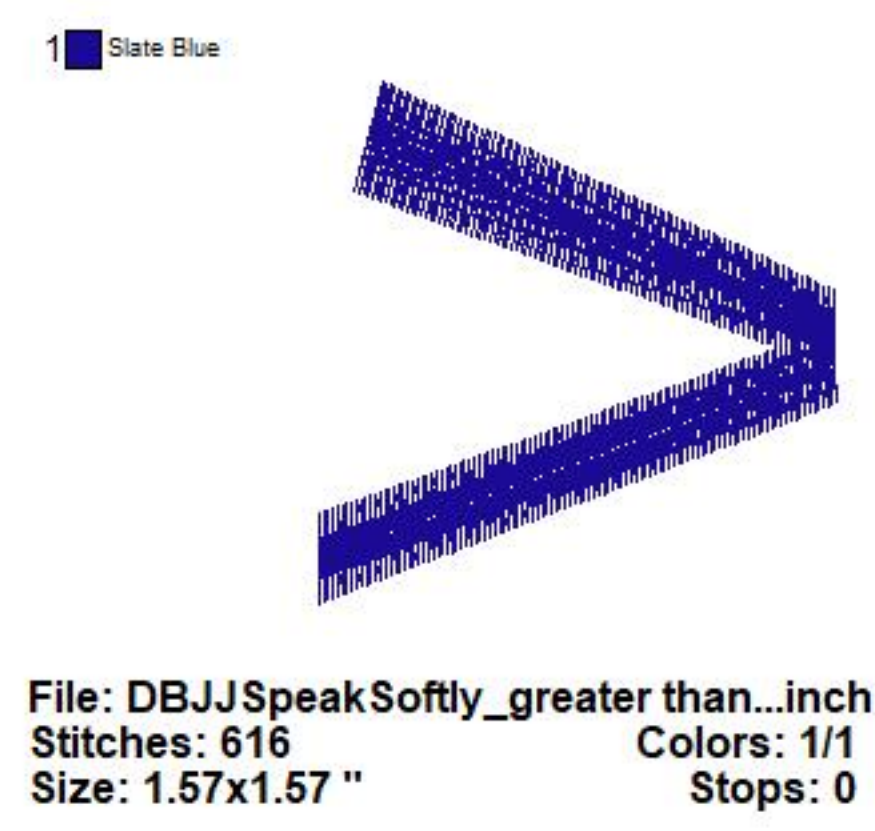 1 Slate Blue
File: DBJJSpeakSoftly_greater than...inch
Stitches: 616 Colors: 1/1
Size: 1.57x1.57 " Stops: 0